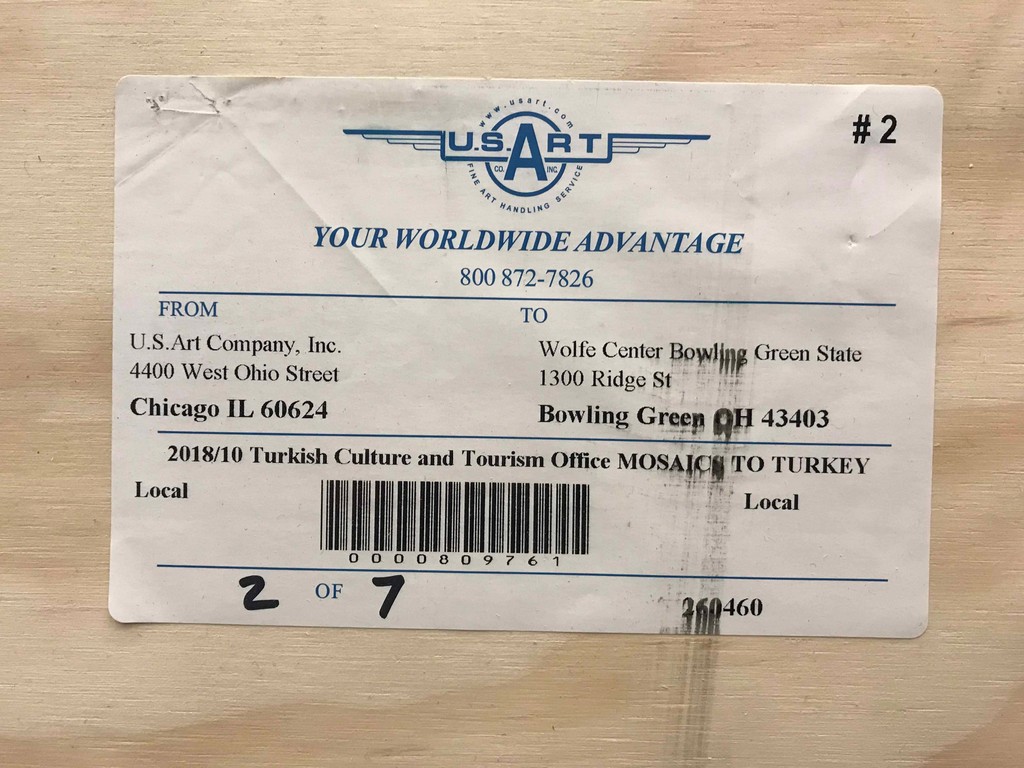 www.usart.com
U.S. ART
CO. INC.
FINE ART HANDLING SERVICE
# 2
YOUR WORLDWIDE ADVANTAGE
800 872-7826
FROM
U.S.Art Company, Inc.
4400 West Ohio Street
Chicago IL 60624
TO
Wolfe Center Bowling Green State
1300 Ridge St
Bowling Green OH 43403
2018/10 Turkish Culture and Tourism Office MOSAICS TO TURKEY
Local
Local
0000809761
2 OF 7
260460